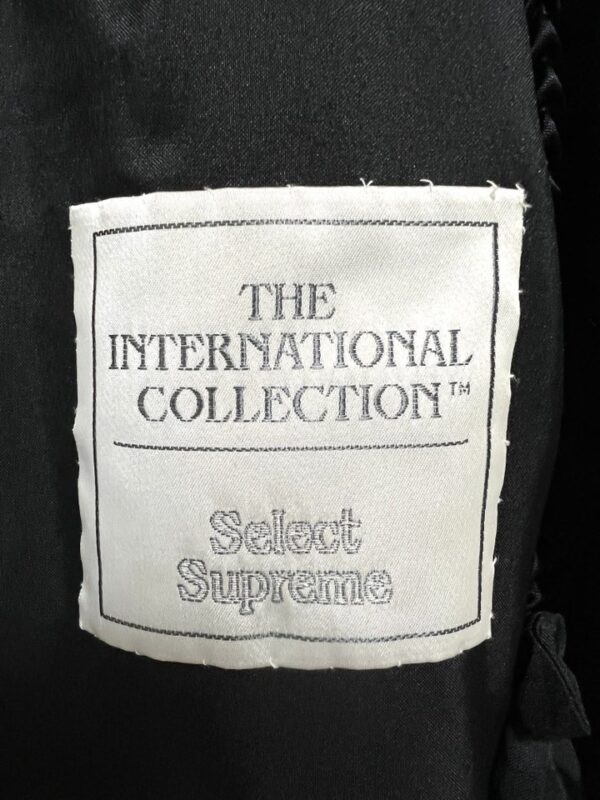 THE
INTERNATIONAL
COLLECTION™
Select
Supreme